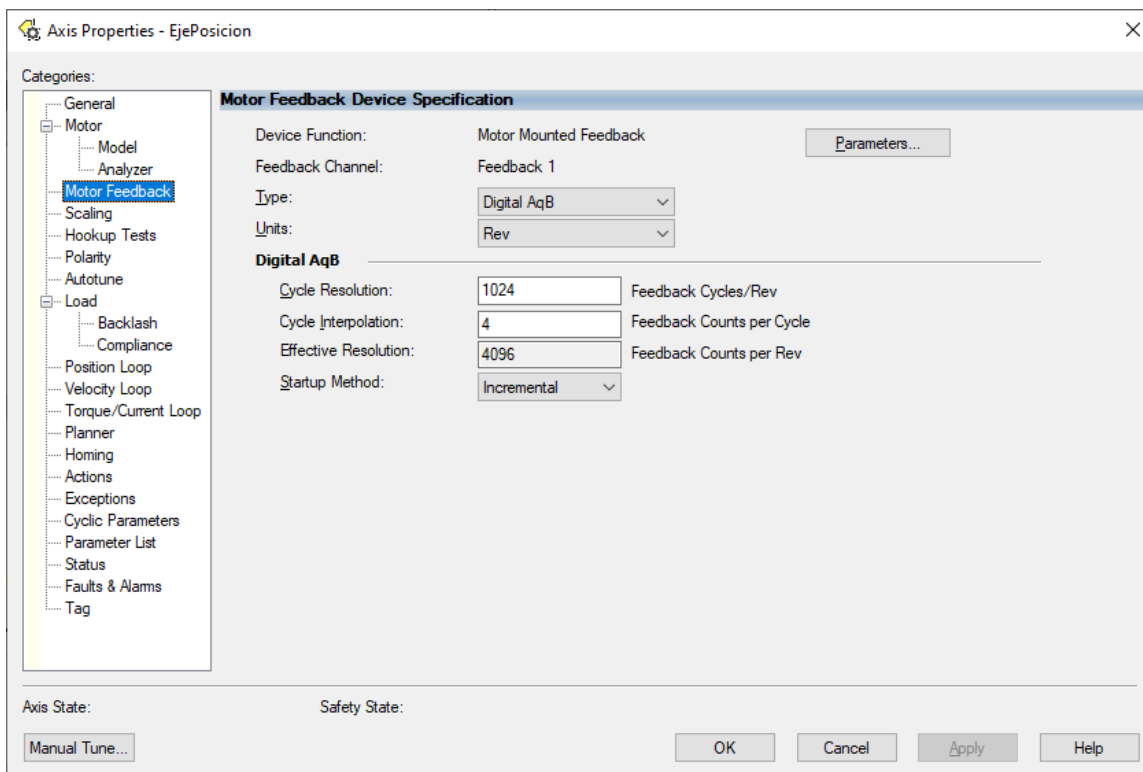 Axis Properties - EjePosicion
Categories:
General
Motor
Model
Analyzer
Motor Feedback
Scaling
Hookup Tests
Polarity
Autotune
Load
Backlash
Compliance
Position Loop
Velocity Loop
Torque/Current Loop
Planner
Homing
Actions
Exceptions
Cyclic Parameters
Parameter List
Status
Faults & Alarms
Tag
Motor Feedback Device Specification
Device Function: Motor Mounted Feedback
Parameters...
Feedback Channel: Feedback 1
Type: Digital AqB
Units: Rev
Digital AqB
Cycle Resolution: 1024 Feedback Cycles/Rev
Cycle Interpolation: 4 Feedback Counts per Cycle
Effective Resolution: 4096 Feedback Counts per Rev
Startup Method: Incremental
Axis State: Safety State:
Manual Tune... OK Cancel Apply Help